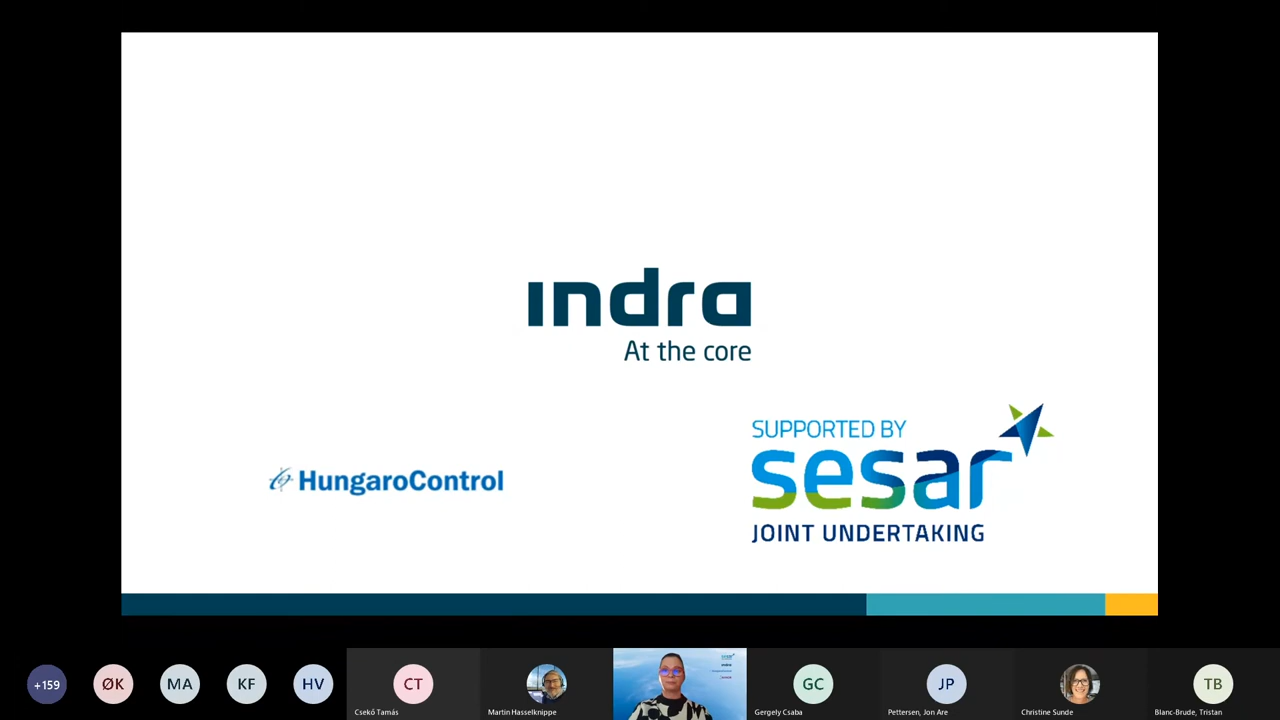 indra
At the core
HungaroControl
SUPPORTED BY
sesar
JOINT UNDERTAKING
+159
ØK
MA
KF
HV
CT
GC
JP
TB
Csekő Tamás
Martin Hasselknippe
Gergely Csaba
Pettersen, Jon Are
Christine Sunde
Blanc-Brude, Tristan